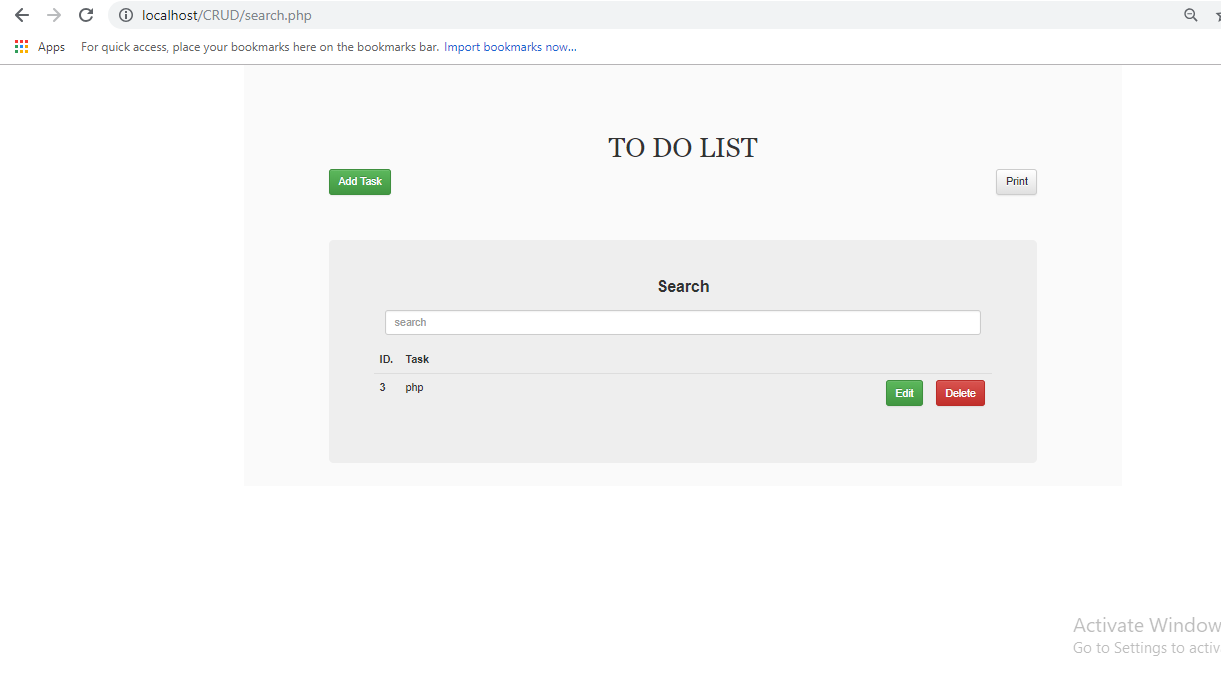 localhost/CRUD/search.php
Apps For quick access, place your bookmarks here on the bookmarks bar. Import bookmarks now...
TO DO LIST
Add Task Print
Search
search
ID. Task
3 php Edit Delete
Activate Window
Go to Settings to activ